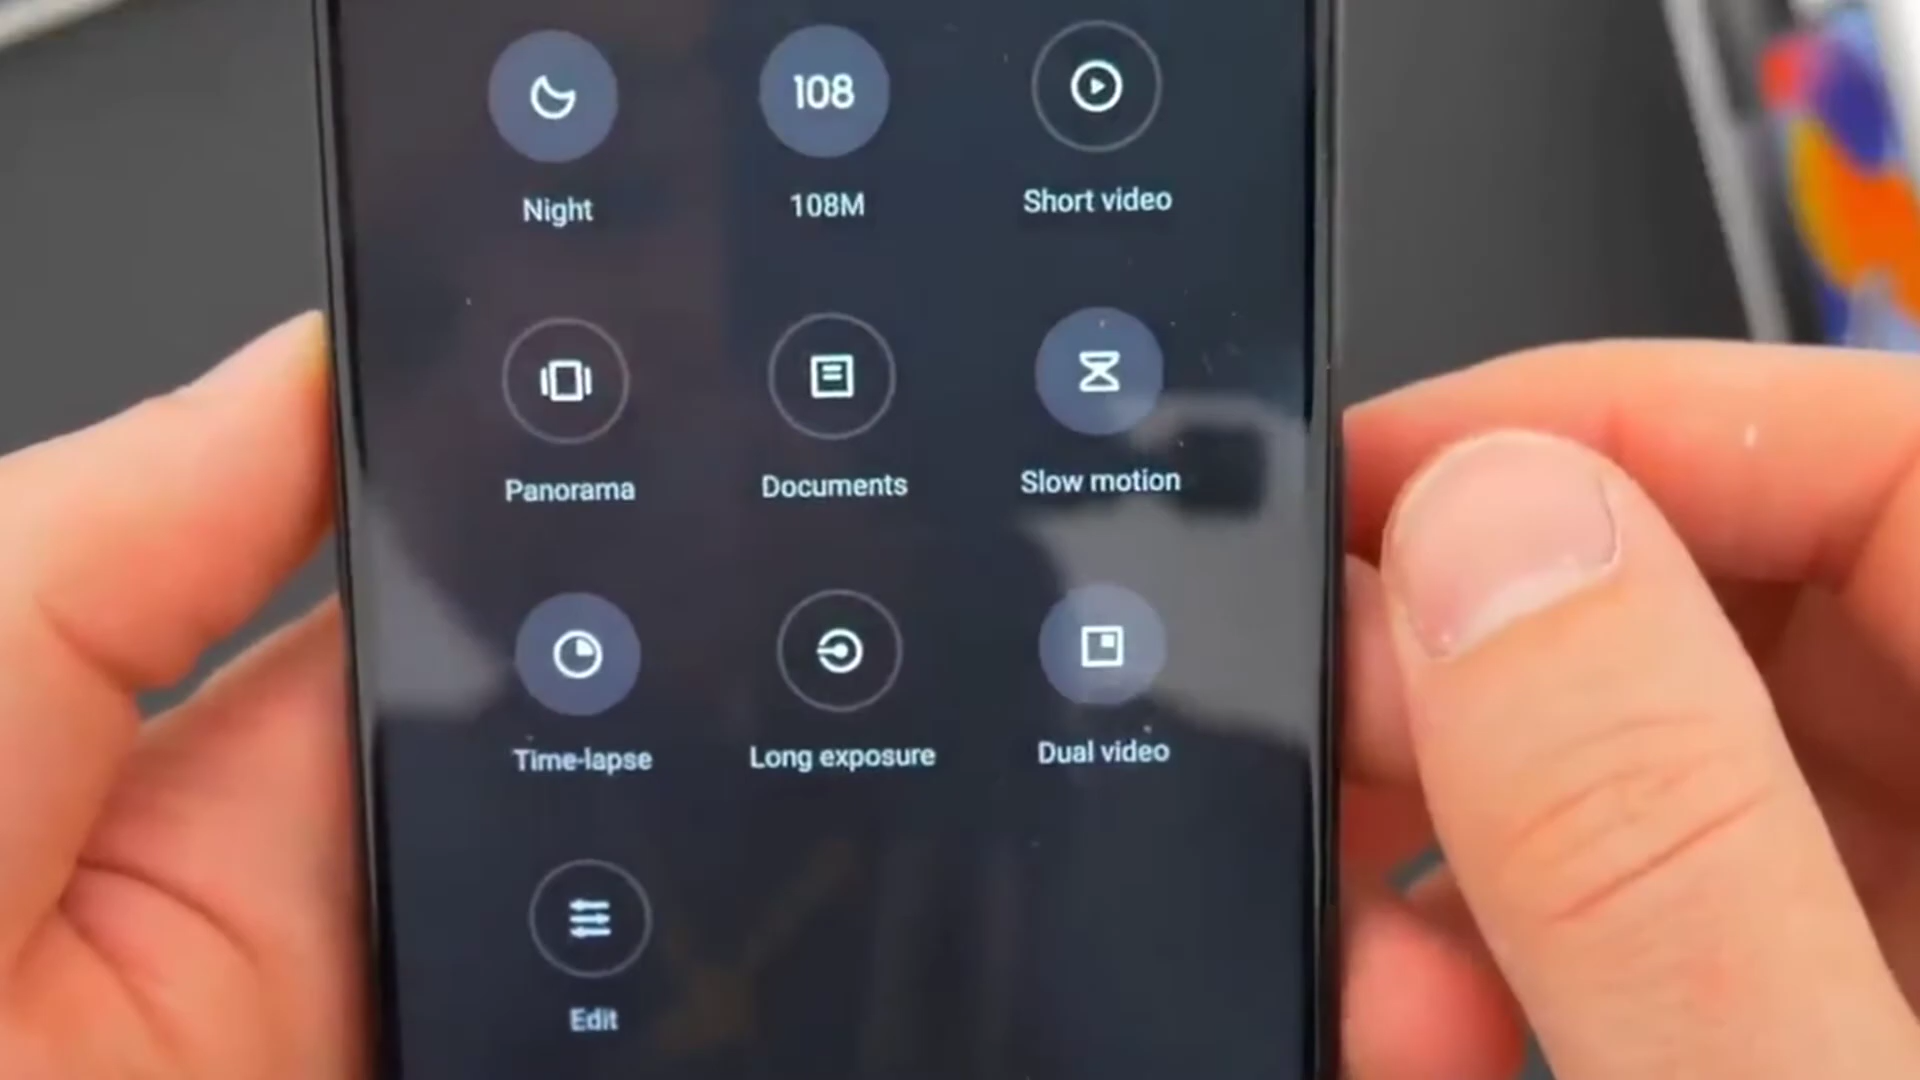 108
Night
108M
Short video
Panorama
Documents
Slow motion
Time-lapse
Long exposure
Dual video
Edit